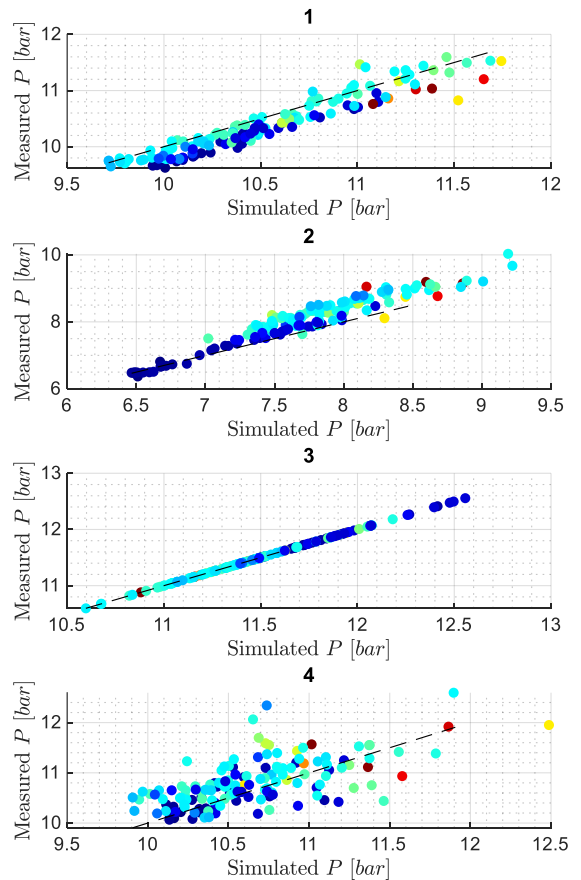 1
12
11
10
Measured P [bar]
9.5 10 10.5 11 11.5 12
Simulated P [bar]
2
10
8
6
Measured P [bar]
6 6.5 7 7.5 8 8.5 9 9.5
Simulated P [bar]
3
13
12
11
Measured P [bar]
10.5 11 11.5 12 12.5 13
Simulated P [bar]
4
12
11
10
Measured P [bar]
9.5 10 10.5 11 11.5 12 12.5
Simulated P [bar]